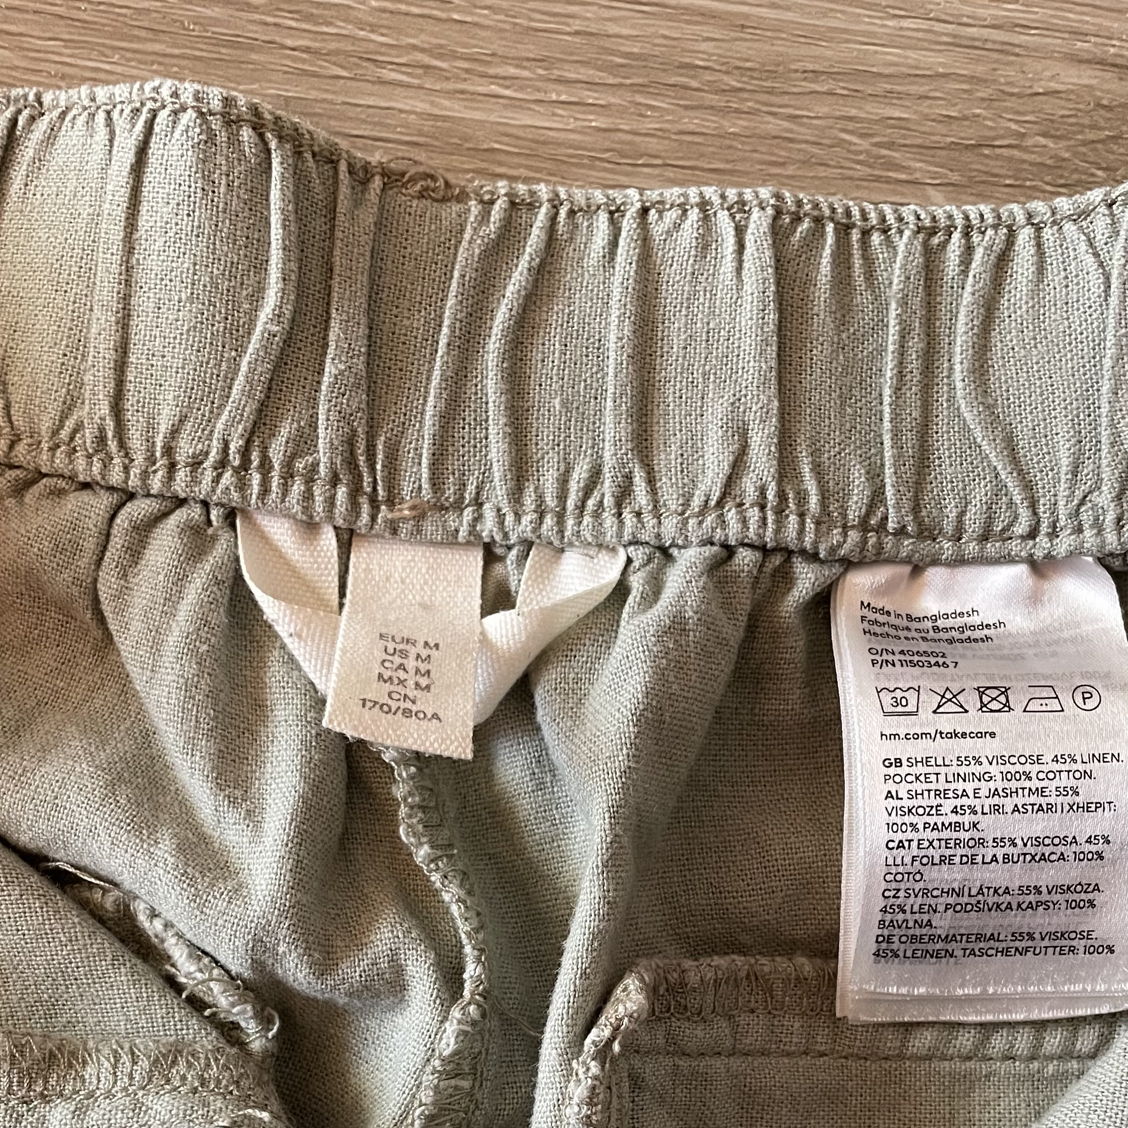 EUR M
US M
CA M
MX M
CN
170/80A
Made in Bangladesh
Fabriqué au Bangladesh
Hecho en Bangladesh
O/N 406502
P/N 1150346 7
30
P
hm.com/takecare
GB SHELL: 55% VISCOSE. 45% LINEN.
POCKET LINING: 100% COTTON.
AL SHTRESA E JASHTME: 55%
VISKOZË. 45% LIRI. ASTARI I XHEPIT:
100% PAMBUK.
CAT EXTERIOR: 55% VISCOSA. 45%
LLI. FOLRE DE LA BUTXACA: 100%
COTÓ.
CZ SVRCHNÍ LÁTKA: 55% VISKÓZA.
45% LEN. PODŠÍVKA KAPSY: 100%
BAVLNA.
DE OBERMATERIAL: 55% VISKOSE.
45% LEINEN. TASCHENFUTTER: 100%